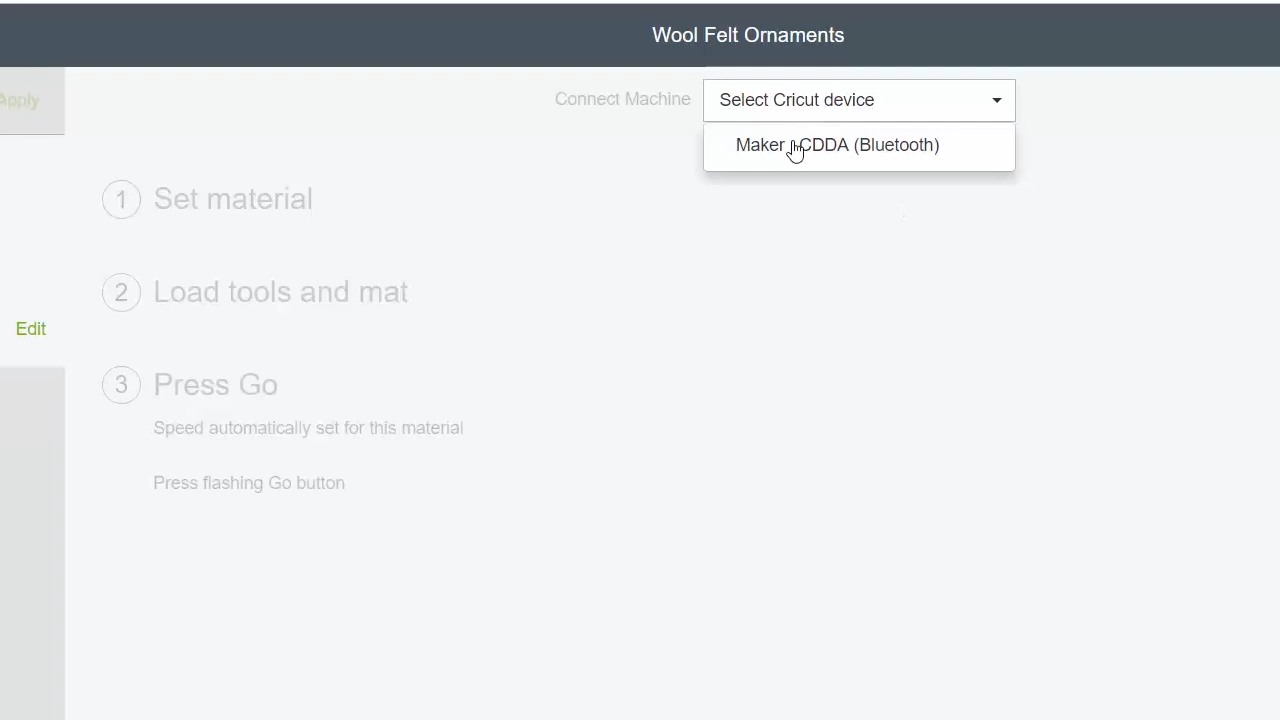 Wool Felt Ornaments
Apply
Connect Machine
Select Cricut device
Maker CDDA (Bluetooth)
1 Set material
2 Load tools and mat
Edit
3 Press Go
Speed automatically set for this material
Press flashing Go button